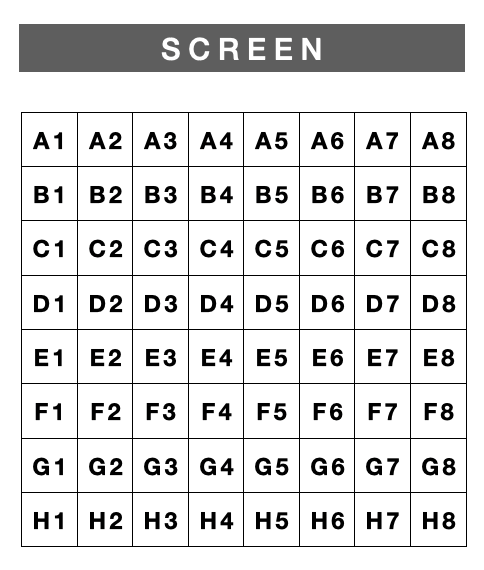 SCREEN
A1 A2 A3 A4 A5 A6 A7 A8
B1 B2 B3 B4 B5 B6 B7 B8
C1 C2 C3 C4 C5 C6 C7 C8
D1 D2 D3 D4 D5 D6 D7 D8
E1 E2 E3 E4 E5 E6 E7 E8
F1 F2 F3 F4 F5 F6 F7 F8
G1 G2 G3 G4 G5 G6 G7 G8
H1 H2 H3 H4 H5 H6 H7 H8